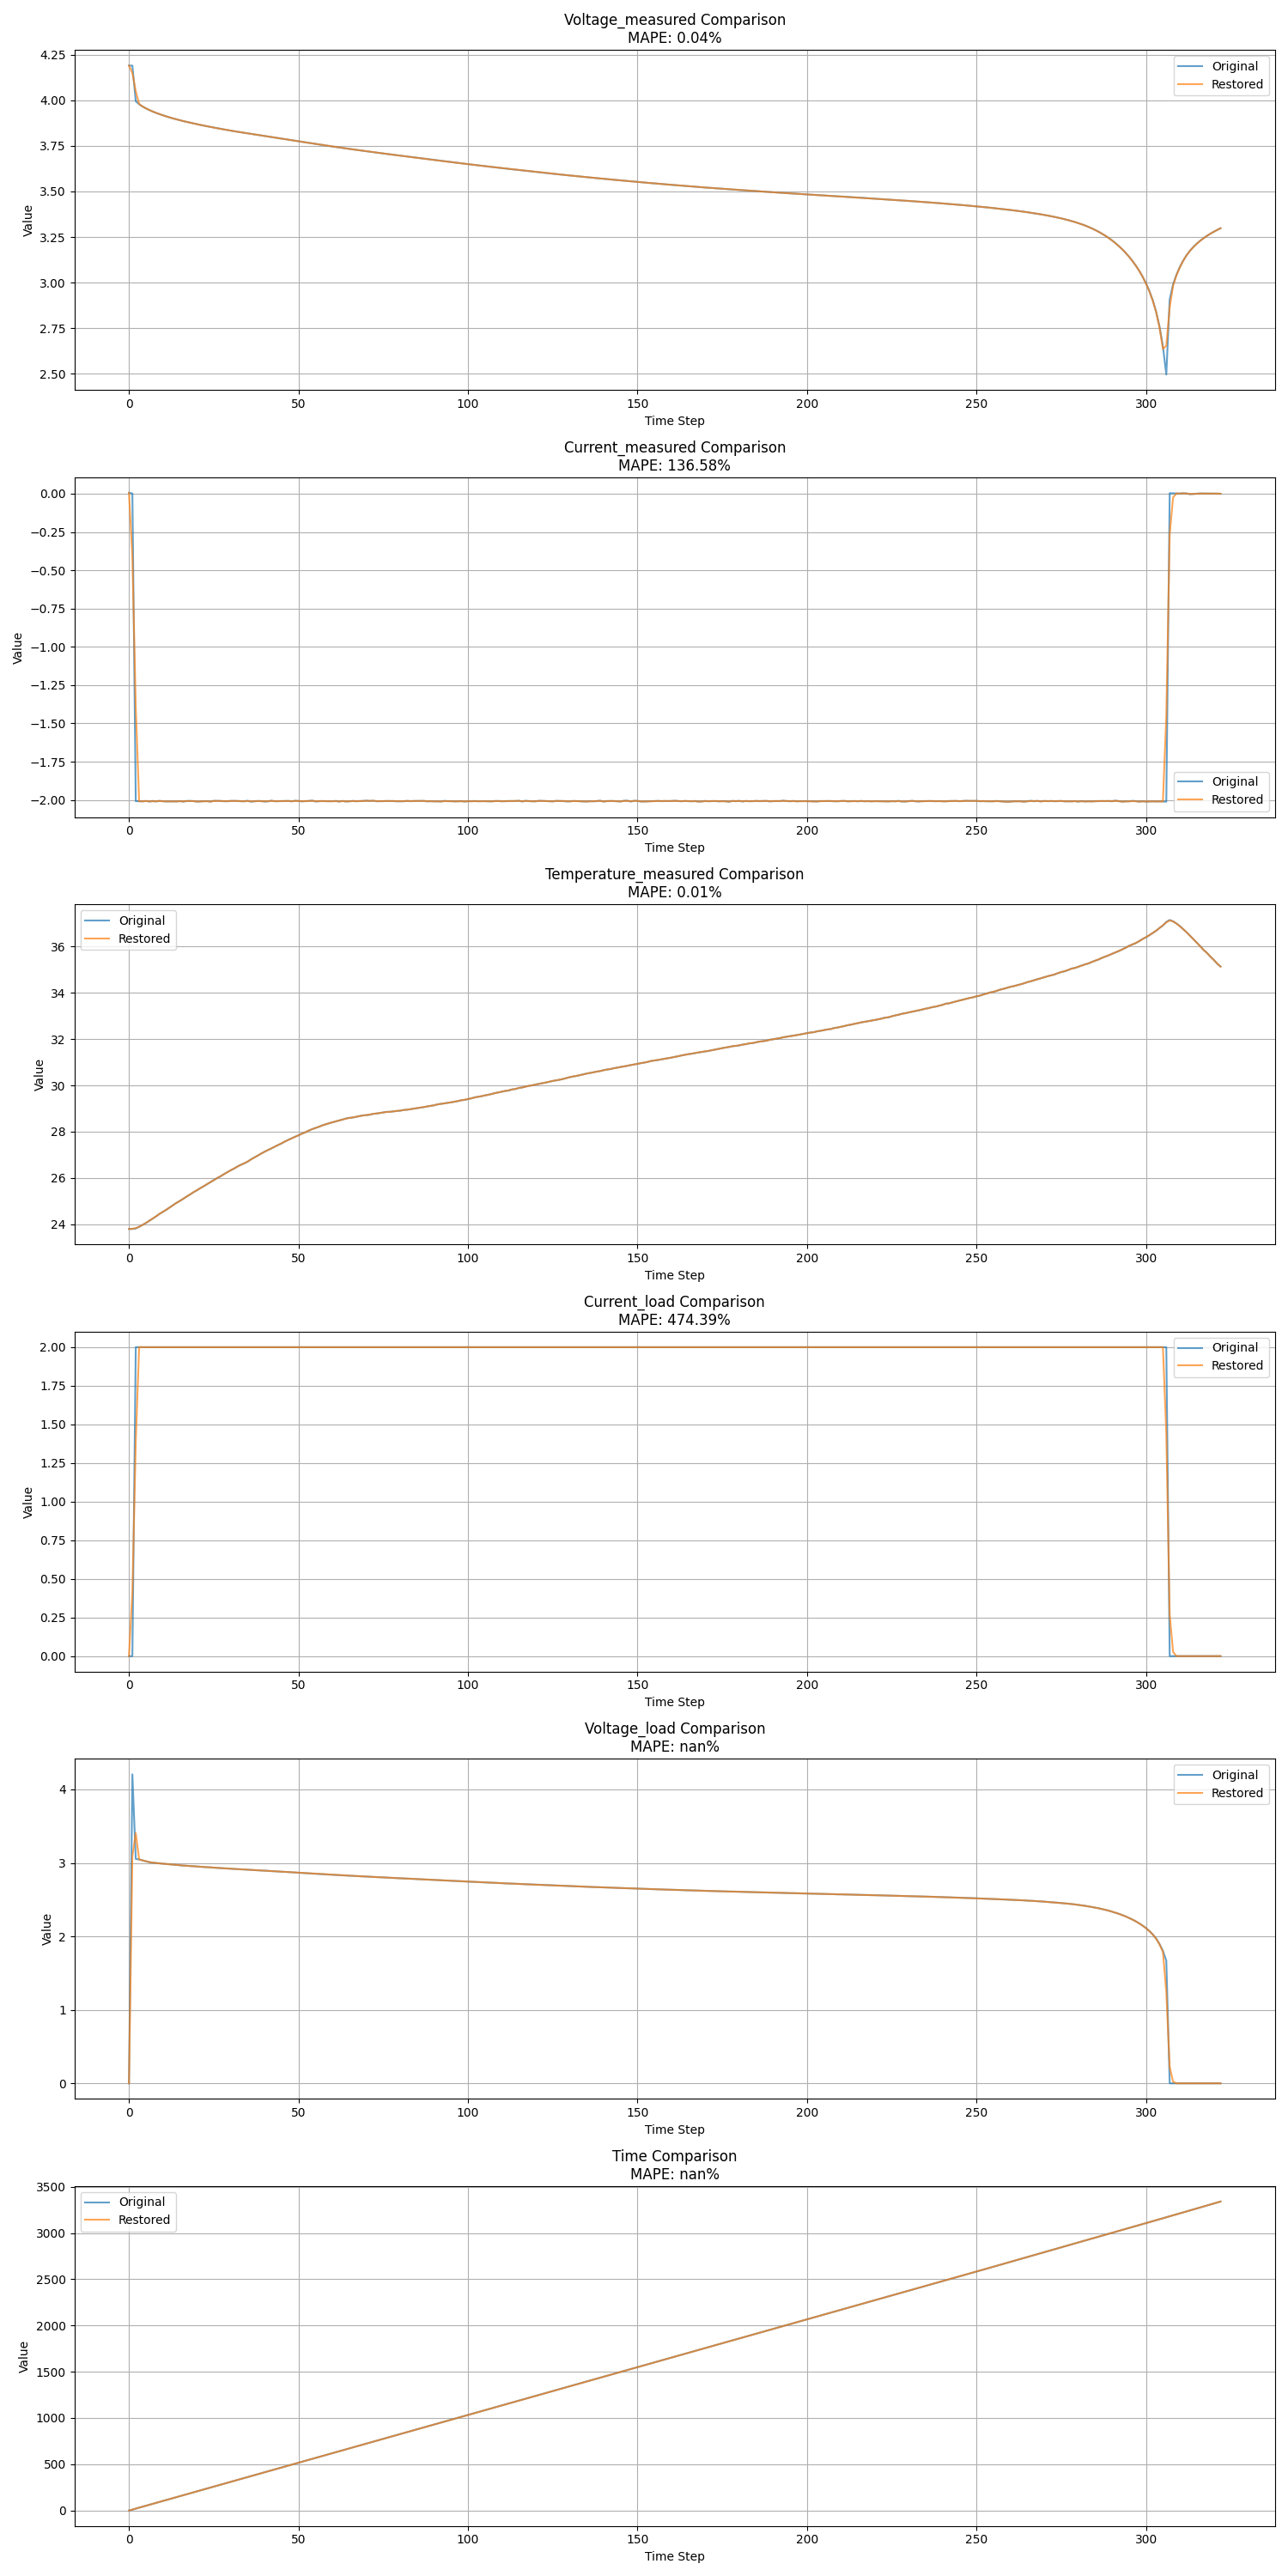 Voltage_measured Comparison
MAPE: 0.04%
4.25
4.00
3.75
3.50
3.25
3.00
2.75
2.50
Value
Original
Restored
0
50
100
150
200
250
300
Time Step
Current_measured Comparison
MAPE: 136.58%
0.00
−0.25
−0.50
−0.75
−1.00
−1.25
−1.50
−1.75
−2.00
Value
Original
Restored
0
50
100
150
200
250
300
Time Step
Temperature_measured Comparison
MAPE: 0.01%
Original
Restored
36
34
32
30
28
26
24
Value
0
50
100
150
200
250
300
Time Step
Current_load Comparison
MAPE: 474.39%
2.00
1.75
1.50
1.25
1.00
0.75
0.50
0.25
0.00
Value
Original
Restored
0
50
100
150
200
250
300
Time Step
Voltage_load Comparison
MAPE: nan%
4
3
2
1
0
Value
Original
Restored
0
50
100
150
200
250
300
Time Step
Time Comparison
MAPE: nan%
3500
3000
2500
2000
1500
1000
500
0
Value
Original
Restored
0
50
100
150
200
250
300
Time Step